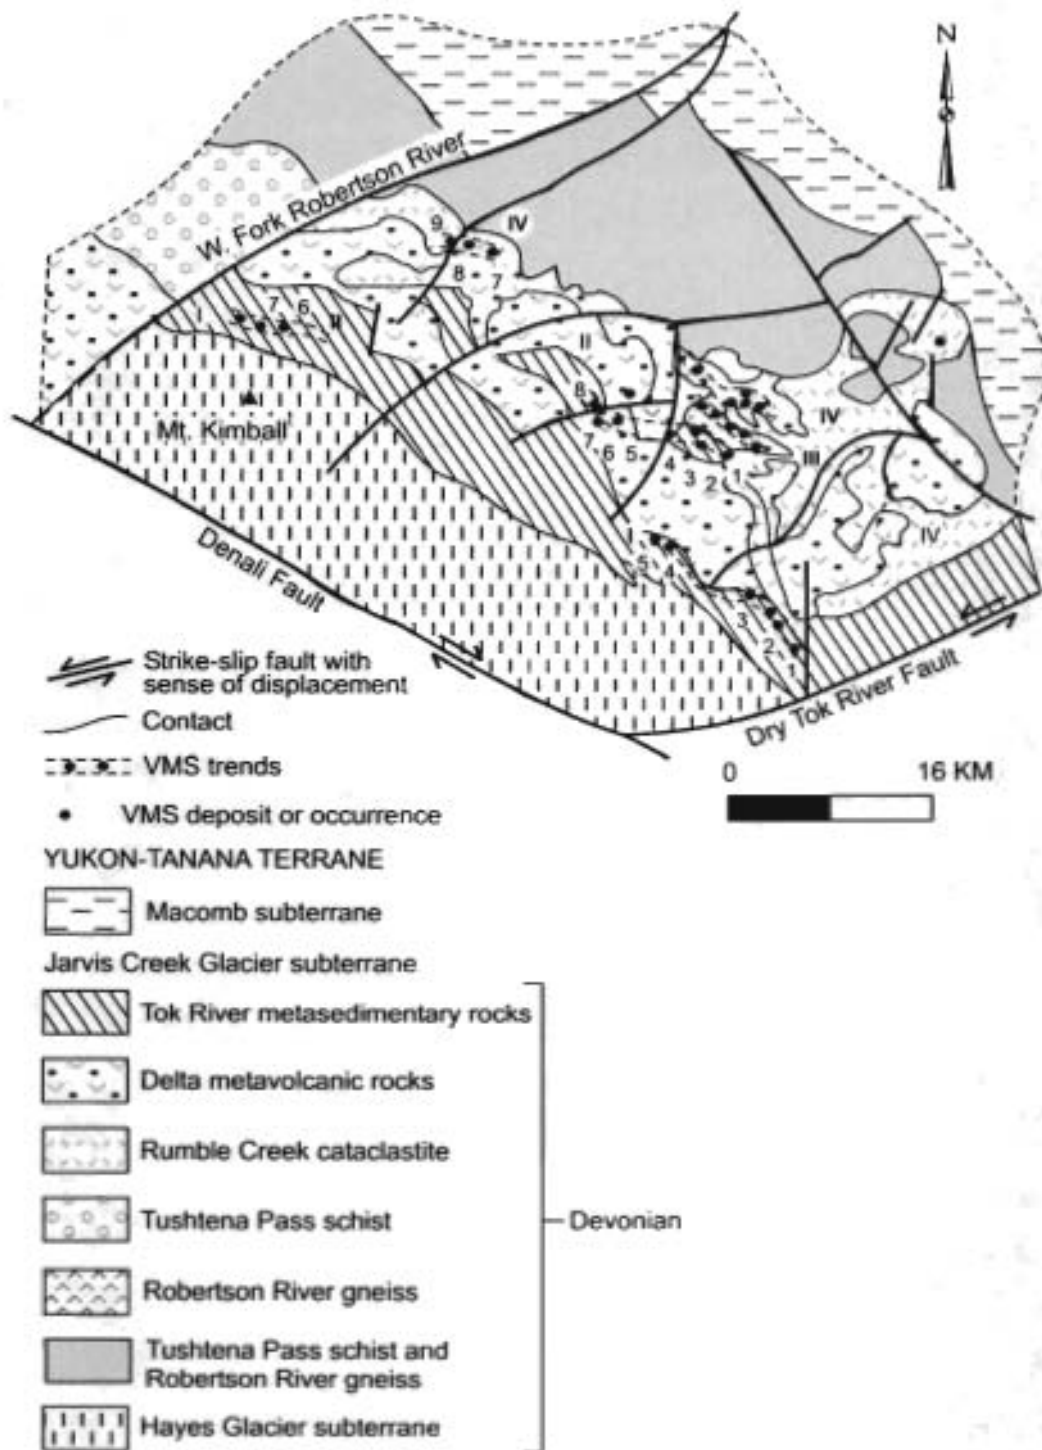 N
W. Fork Robertson River
9
IV
8
7
I
7
6
II
II
8
IV
Mt. Kimball
7
6
5
4
3
2
1
III
I
5
4
IV
3
2
1
Denali Fault
Dry Tok River Fault
Strike-slip fault with
sense of displacement
Contact
VMS trends
VMS deposit or occurrence
0
16 KM
YUKON-TANANA TERRANE
Macomb subterrane
Jarvis Creek Glacier subterrane
Tok River metasedimentary rocks
Delta metavolcanic rocks
Rumble Creek cataclastite
Tushtena Pass schist
Devonian
Robertson River gneiss
Tushtena Pass schist and
Robertson River gneiss
Hayes Glacier subterrane